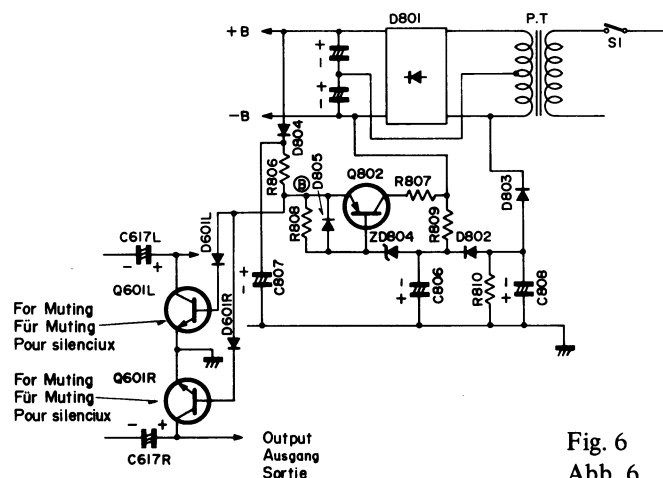 D801
P.T
S1
+B
+
-
+
-
-B
D804
R806
B
D805
Q802
R807
R808
R809
D803
ZD804
D802
C617L
- +
D601L
Q601L
For Muting
Für Muting
Pour silenciux
- +
C807
D601R
- +
C806
R810
- +
C808
Q601R
For Muting
Für Muting
Pour silenciux
- +
C617R
Output
Ausgang
Sortie
Fig. 6
Abb. 6